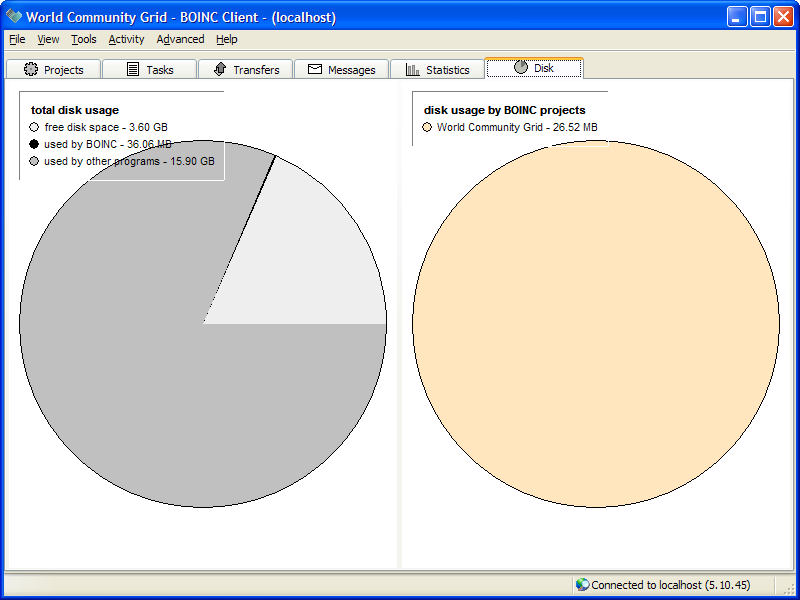 World Community Grid - BOINC Client - (localhost)
File View Tools Activity Advanced Help
Projects Tasks Transfers Messages Statistics Disk
total disk usage
free disk space - 3.60 GB
used by BOINC - 36.06 MB
used by other programs - 15.90 GB
disk usage by BOINC projects
World Community Grid - 26.52 MB
Connected to localhost (5.10.45)